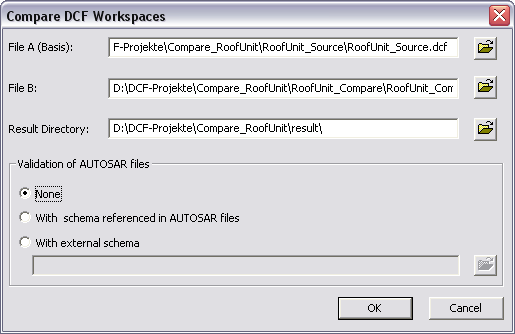 Compare DCF Workspaces
File A (Basis): F-Projekte\Compare_RoofUnit\RoofUnit_Source\RoofUnit_Source.dcf
File B: D:\DCF-Projekte\Compare_RoofUnit\RoofUnit_Compare\RoofUnit_Com
Result Directory: D:\DCF-Projekte\Compare_RoofUnit\result\
Validation of AUTOSAR files
None
With schema referenced in AUTOSAR files
With external schema
OK Cancel